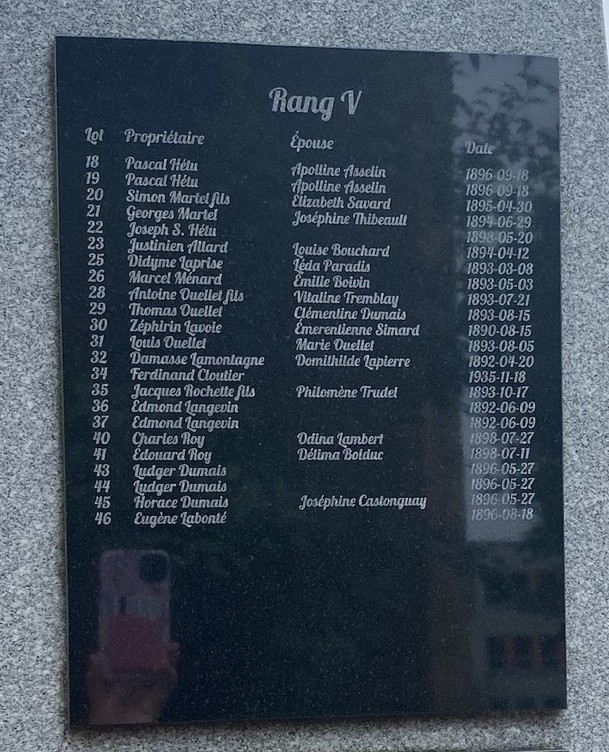 Rang V
Lot Propriétaire Épouse Date
18 Pascal Hétu Apolline Asselin 1896-09-18
19 Pascal Hétu Apolline Asselin 1896-09-18
20 Simon Martel fils Elizabeth Savard 1895-04-30
21 Georges Martel Joséphine Thibeault 1894-06-29
22 Joseph S. Hétu 1898-05-20
23 Justinien Allard Louise Bouchard 1894-04-12
25 Didyme Laprise Léda Paradis 1893-03-08
26 Marcel Ménard Émilie Boivin 1893-05-03
28 Antoine Ouellet fils Vitaline Tremblay 1893-07-21
29 Thomas Ouellet Clémentine Dumais 1893-08-15
30 Zéphirin Lavoie Émerentienne Simard 1890-08-15
31 Louis Ouellet Marie Ouellet 1893-08-05
32 Damasse Lamontagne Domithilde Lapierre 1892-04-20
34 Ferdinand Cloutier 1935-11-18
35 Jacques Rochette fils Philomène Trudel 1893-10-17
36 Edmond Langevin 1892-06-09
37 Edmond Langevin 1892-06-09
40 Charles Roy Odina Lambert 1898-07-27
41 Édouard Roy Délima Bolduc 1898-07-11
43 Ludger Dumais 1896-05-27
44 Ludger Dumais 1896-05-27
45 Horace Dumais Joséphine Castonguay 1896-05-27
46 Eugène Labonté 1896-08-18